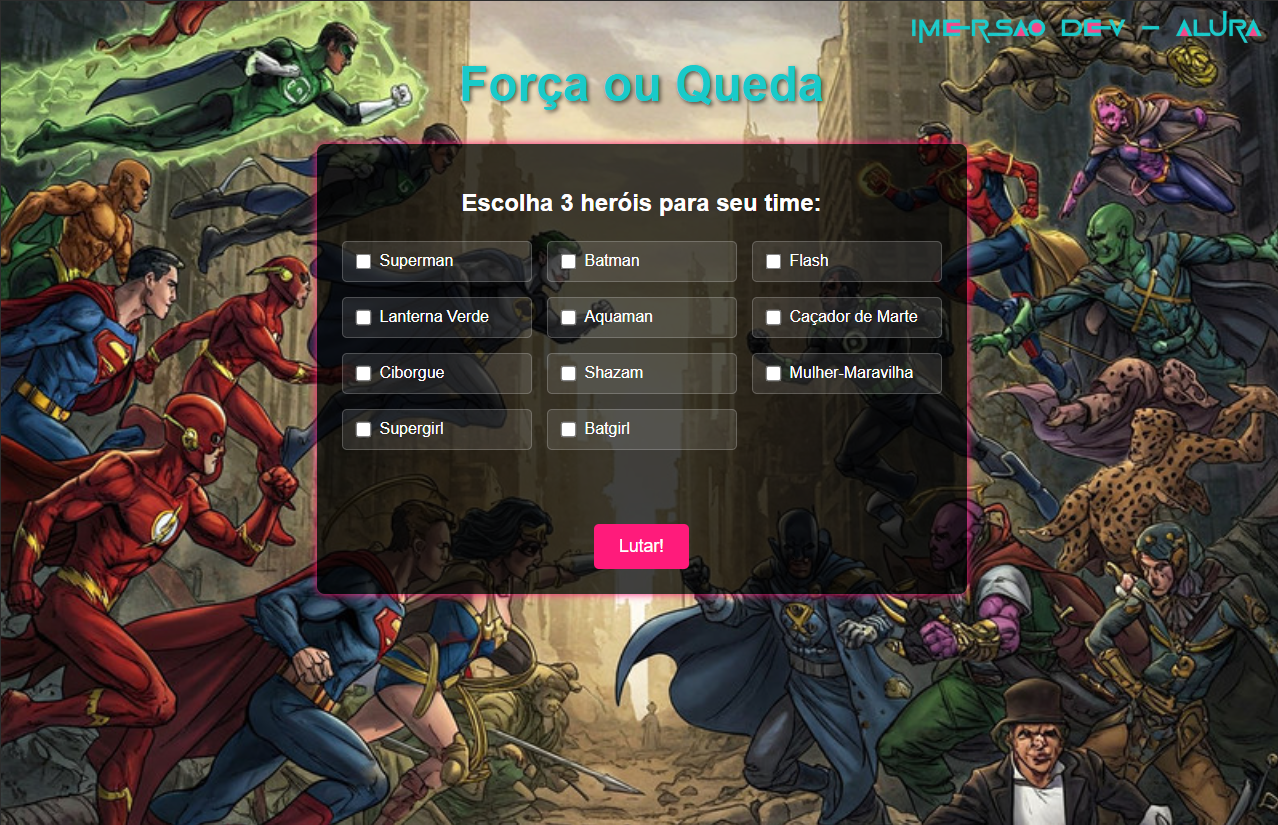 IMERSAO DEV - ALURA
Força ou Queda
Escolha 3 heróis para seu time:
Superman
Batman
Flash
Lanterna Verde
Aquaman
Caçador de Marte
Ciborgue
Shazam
Mulher-Maravilha
Supergirl
Batgirl
Lutar!